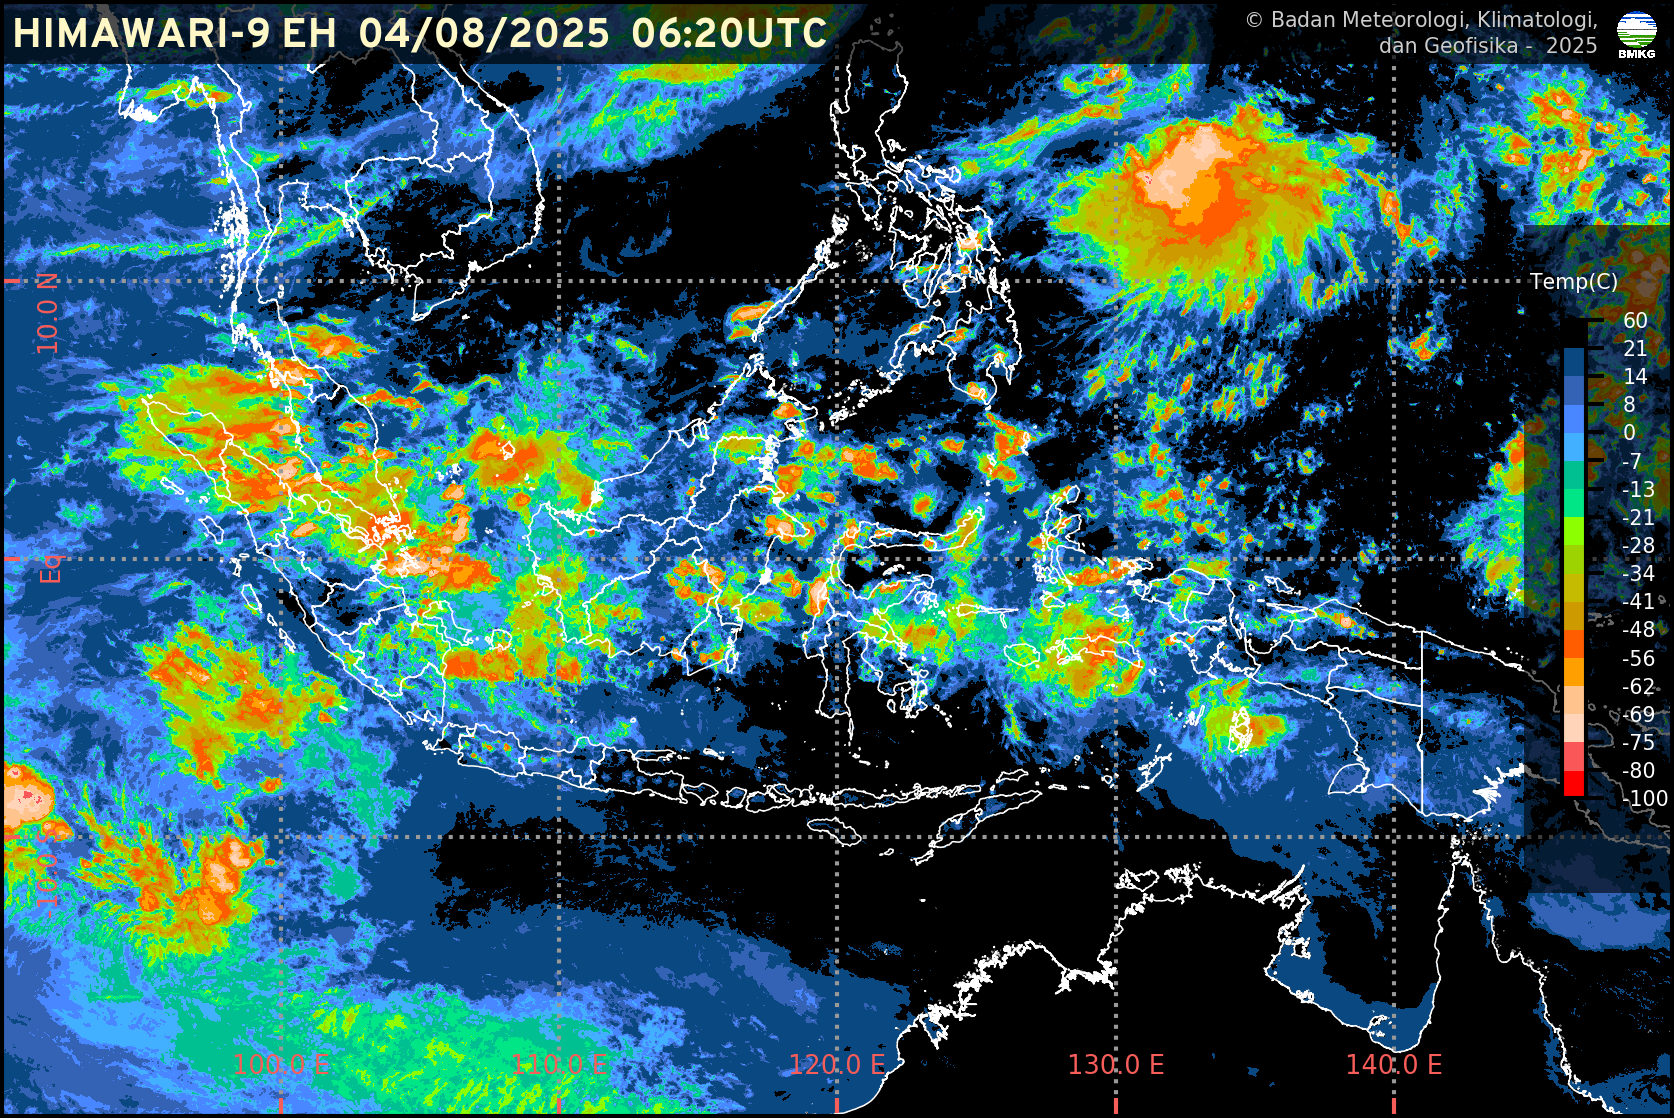 HIMAWARI-9 EH 04/08/2025 06:20UTC
© Badan Meteorologi, Klimatologi,
dan Geofisika - 2025
BMKG
10.0 N
Eq
-10.0
100.0 E
110.0 E
120.0 E
130.0 E
140.0 E
Temp(C)
60
21
14
8
0
-7
-13
-21
-28
-34
-41
-48
-56
-62
-69
-75
-80
-100